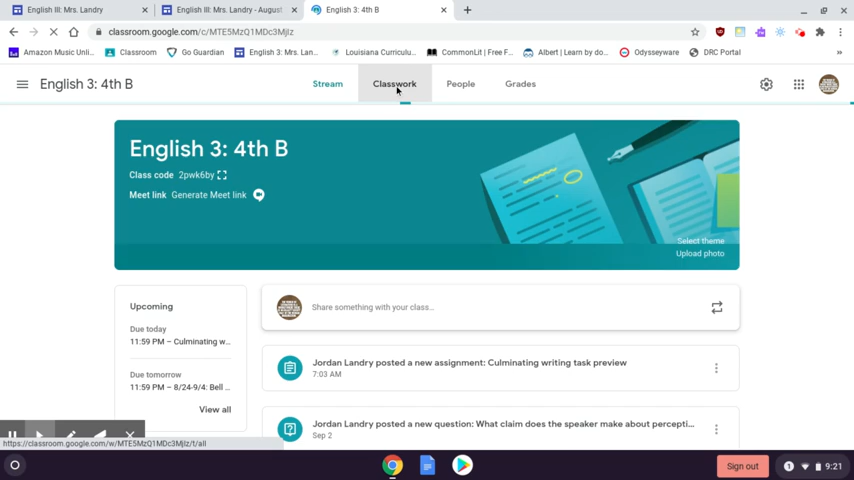 English III: Mrs. Landry
English III: Mrs. Landry - August
English 3: 4th B
classroom.google.com/c/MTE5MzQ1MDc3MjIz
Amazon Music Unli...
Classroom
Go Guardian
English 3: Mrs. Lan...
Louisiana Curriculu...
CommonLit | Free F...
Albert | Learn by do...
Odysseware
DRC Portal
English 3: 4th B
Stream
Classwork
People
Grades
English 3: 4th B
Class code 2pwk6by
Meet link Generate Meet link
Select theme
Upload photo
Upcoming
Due today
11:59 PM – Culminating w...
Due tomorrow
11:59 PM – 8/24-9/4: Bell ...
View all
Share something with your class...
Jordan Landry posted a new assignment: Culminating writing task preview
7:03 AM
Jordan Landry posted a new question: What claim does the speaker make about percepti...
Sep 2
https://classroom.google.com/w/MTE5MzQ1MDc3MjIz/t/all
Sign out
1
9:21